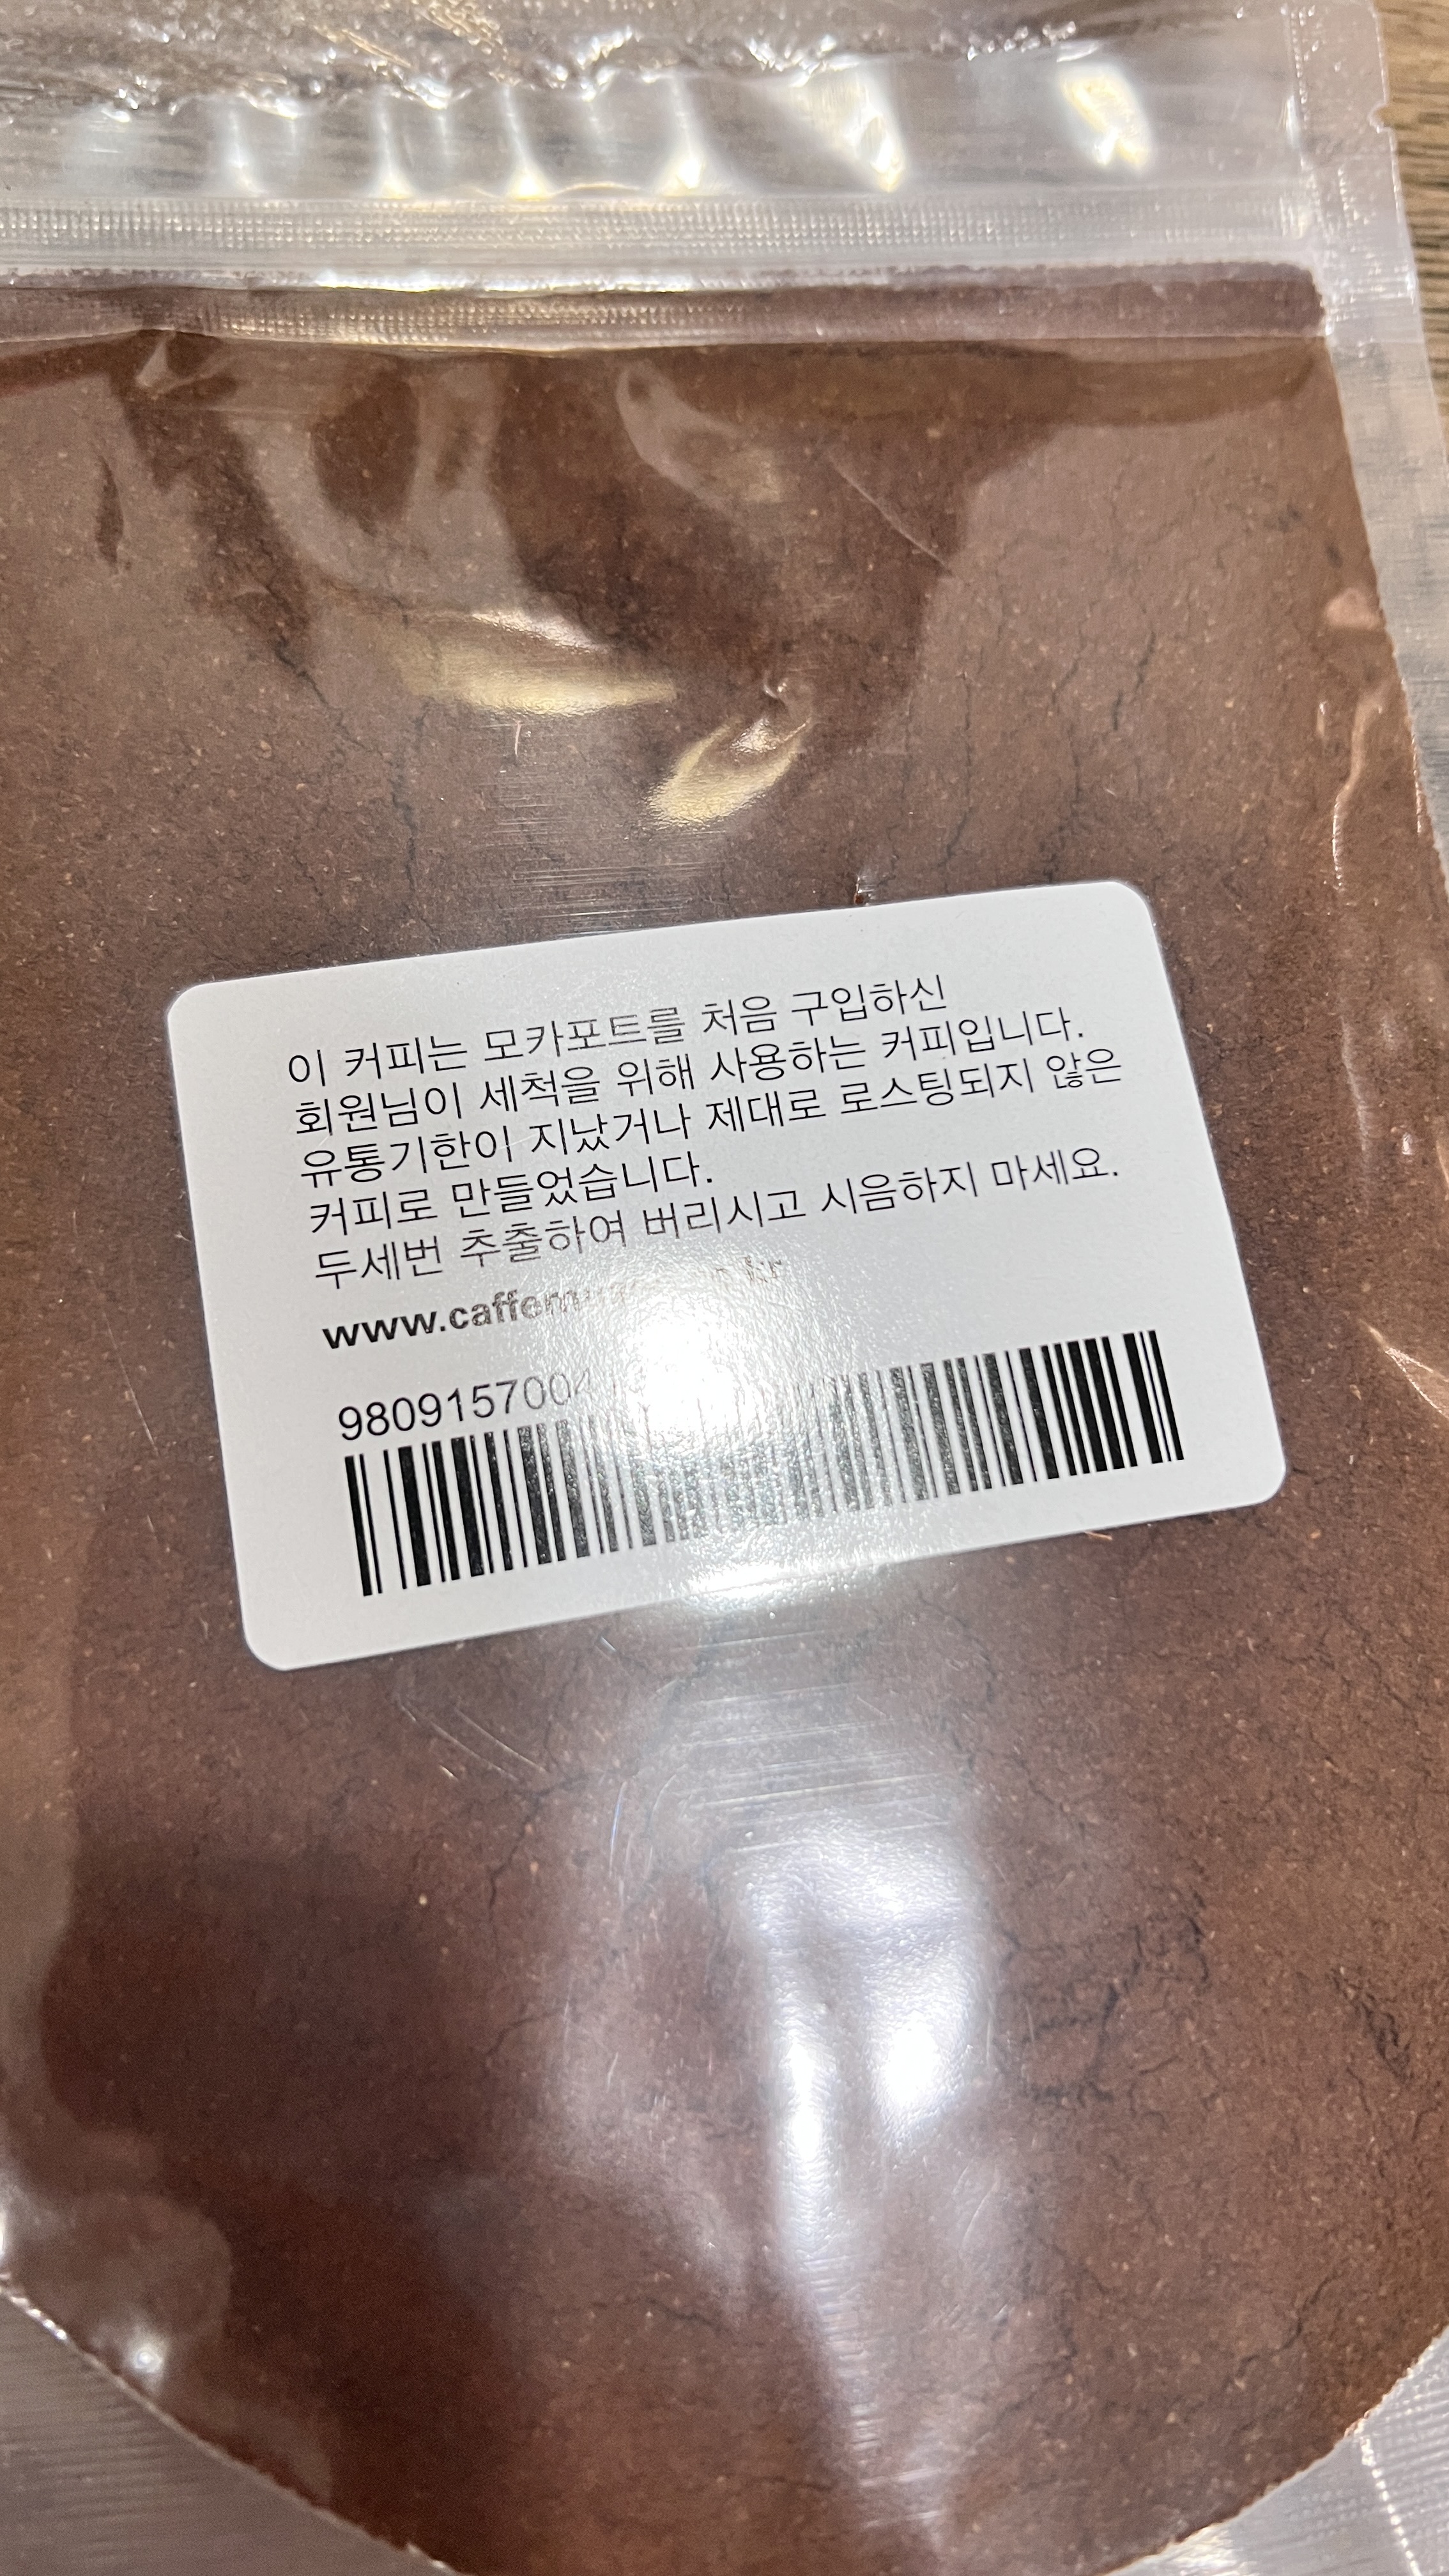 이 커피는 모카포트를 처음 구입하신
회원님이 세척을 위해 사용하는 커피입니다.
유통기한이 지났거나 제대로 로스팅되지 않은
커피로 만들었습니다.
두세번 추출하여 버리시고 시음하지 마세요.